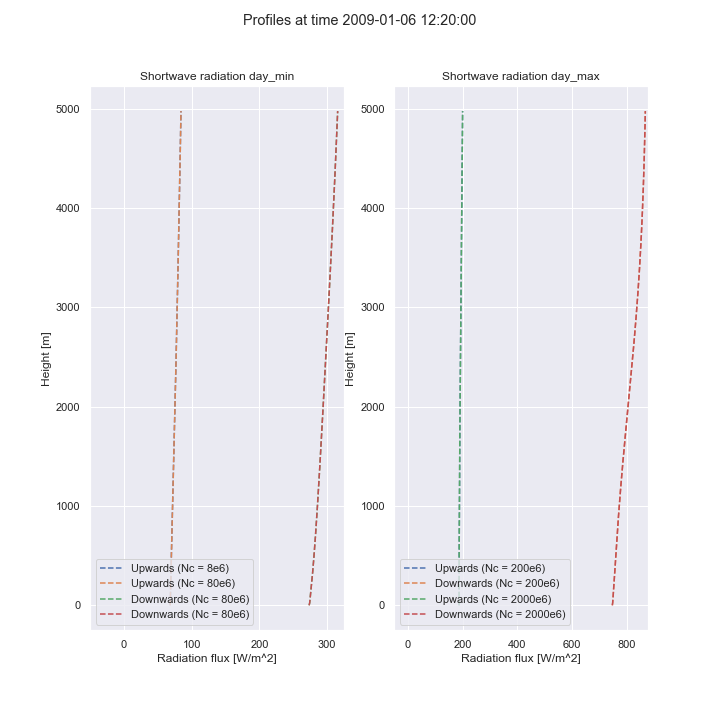 Profiles at time 2009-01-06 12:20:00
Shortwave radiation day_min
5000
4000
3000
2000
1000
0
Height [m]
Upwards (Nc = 8e6)
Upwards (Nc = 80e6)
Downwards (Nc = 80e6)
Downwards (Nc = 80e6)
0 100 200 300
Radiation flux [W/m^2]
Shortwave radiation day_max
5000
4000
3000
2000
1000
0
Height [m]
Upwards (Nc = 200e6)
Downwards (Nc = 200e6)
Upwards (Nc = 2000e6)
Downwards (Nc = 2000e6)
0 200 400 600 800
Radiation flux [W/m^2]